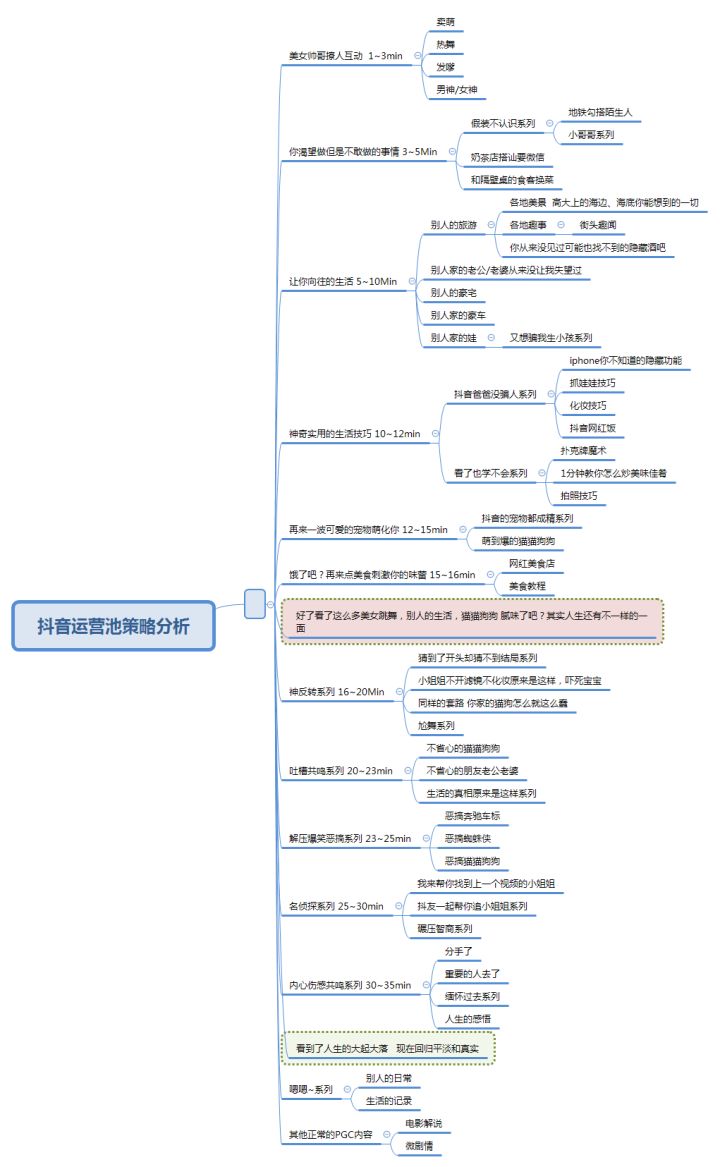 抖音运营池策略分析
美女帅哥撩人互动 1~3min
卖萌
热舞
发嗲
男神/女神
你渴望做但是不敢做的事情 3~5Min
假装不认识系列
地铁勾搭陌生人
小哥哥系列
奶茶店搭讪要微信
和隔壁桌的食客换菜
让你向往的生活 5~10Min
别人的旅游
各地美景 高大上的海边、海底你能想到的一切
各地趣事
街头趣闻
你从来没见过可能也找不到的隐藏酒吧
别人家的老公/老婆从来没让我失望过
别人的豪宅
别人家的豪车
别人家的娃
又想骗我生小孩系列
神奇实用的生活技巧 10~12min
抖音爸爸没骗人系列
iphone你不知道的隐藏功能
抓娃娃技巧
化妆技巧
抖音网红饭
看了也学不会系列
扑克牌魔术
1分钟教你怎么炒美味佳肴
拍照技巧
再来一波可爱的宠物萌化你 12~15min
抖音的宠物都成精系列
萌到爆的猫猫狗狗
饿了吧？再来点美食刺激你的味蕾 15~16min
网红美食店
美食教程
好了看了这么多美女跳舞，别人的生活，猫猫狗狗 腻味了吧？其实人生还有不一样的一
面
神反转系列 16~20Min
猜到了开头却猜不到结局系列
小姐姐不开滤镜不化妆原来是这样，吓死宝宝
同样的套路 你家的猫狗怎么就这么蠢
尬舞系列
吐槽共鸣系列 20~23min
不省心的猫猫狗狗
不省心的朋友老公老婆
生活的真相原来是这样系列
解压爆笑恶搞系列 23~25min
恶搞奔驰车标
恶搞蜘蛛侠
恶搞猫猫狗狗
名侦探系列 25~30min
我来帮你找到上一个视频的小姐姐
抖友一起帮你追小姐姐系列
碾压智商系列
内心伤感共鸣系列 30~35min
分手了
重要的人去了
缅怀过去系列
人生的感悟
看到了人生的大起大落 现在回归平淡和真实
嗯嗯~系列
别人的日常
生活的记录
其他正常的PGC内容
电影解说
微剧情